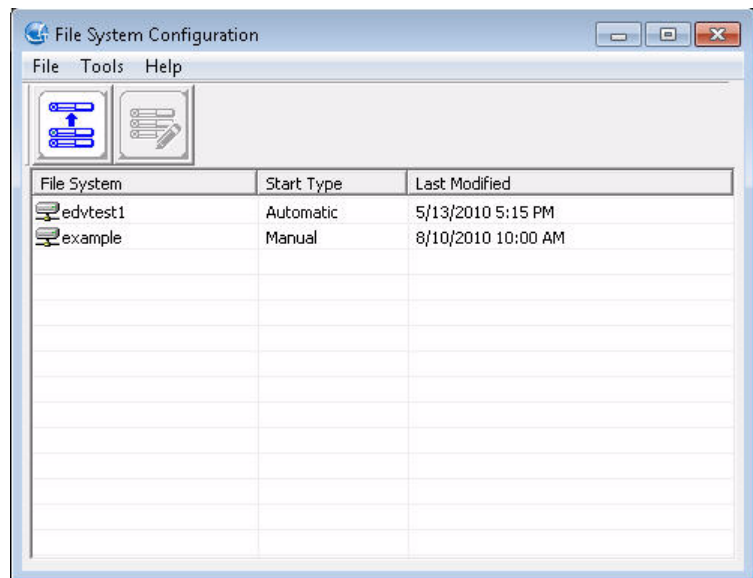 File System Configuration
File Tools Help
File System Start Type Last Modified
edvtest1 Automatic 5/13/2010 5:15 PM
example Manual 8/10/2010 10:00 AM